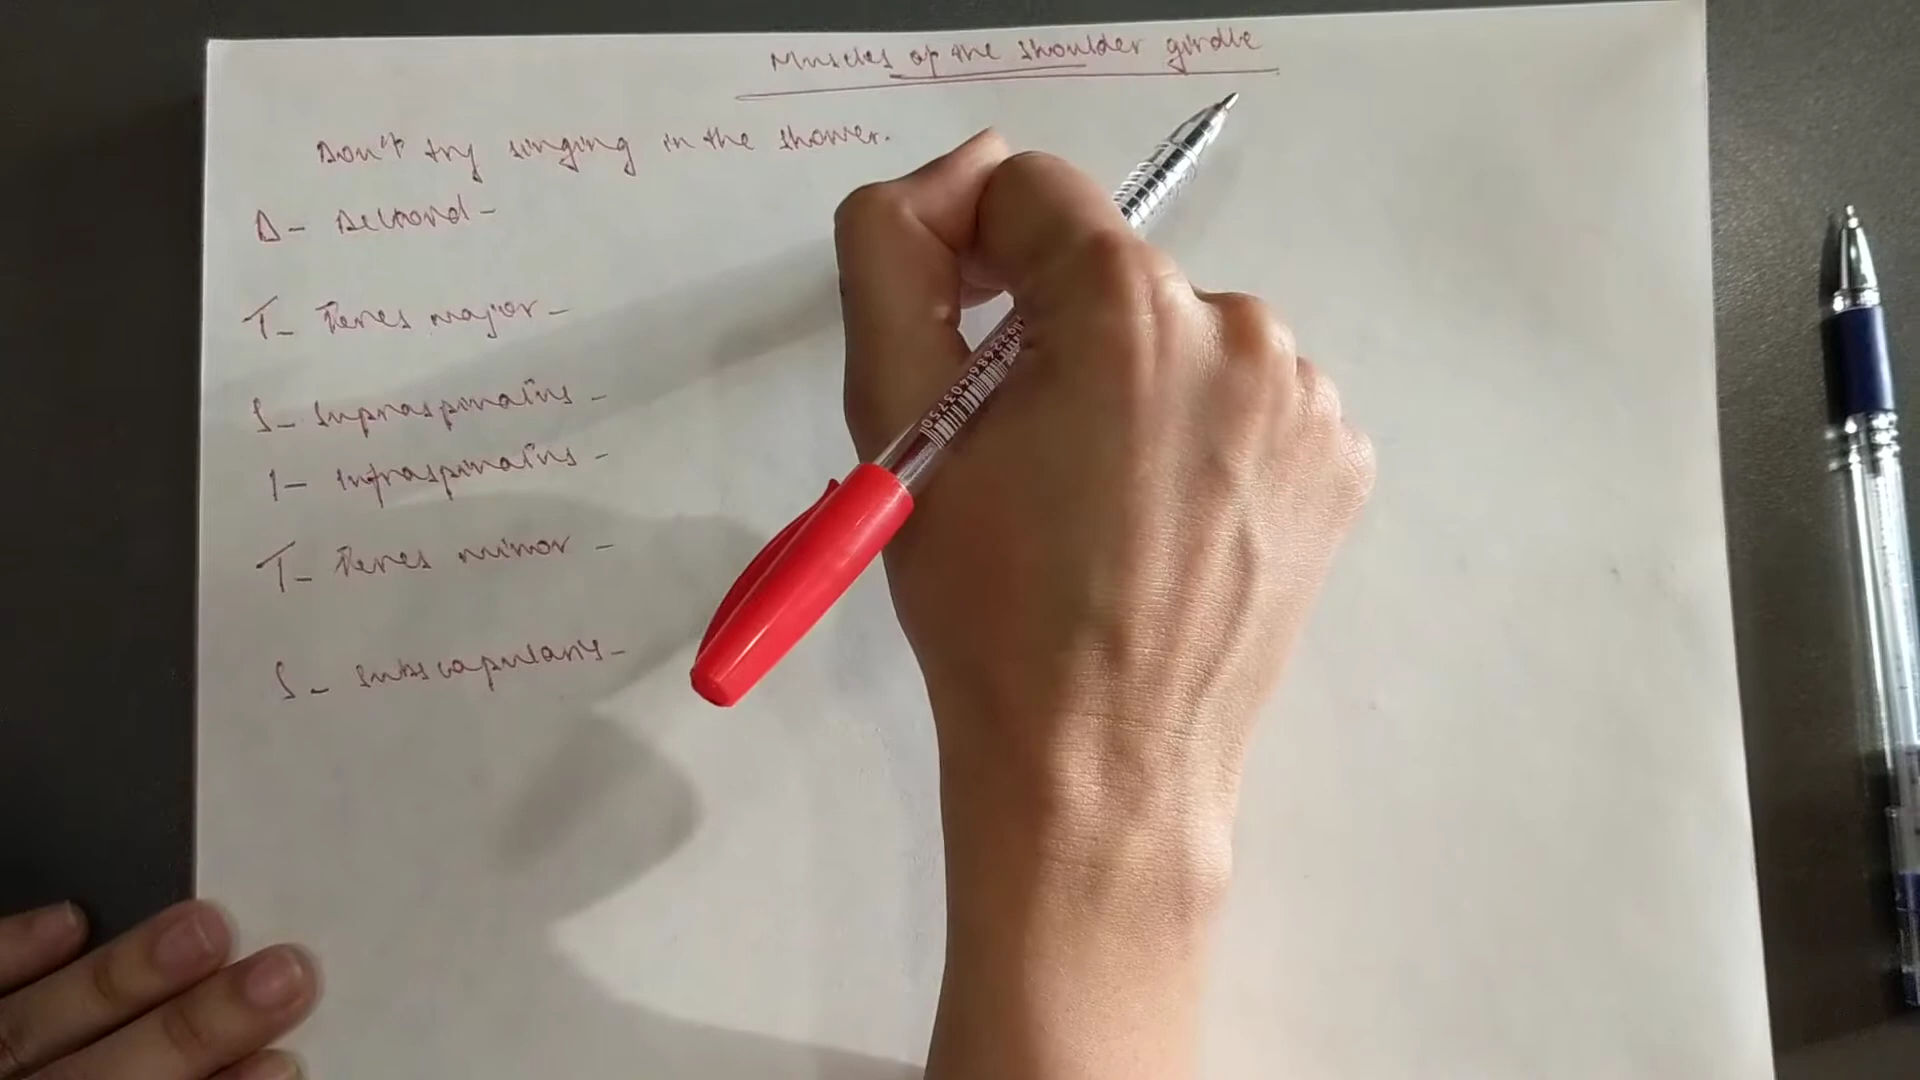 Muscles of the shoulder girdle
Don't try singing in the shower.
D- Deltoid -
T- Teres major -
S- Supraspinatus -
I- Infraspinatus -
T- Teres minor -
S- Subscapularis -